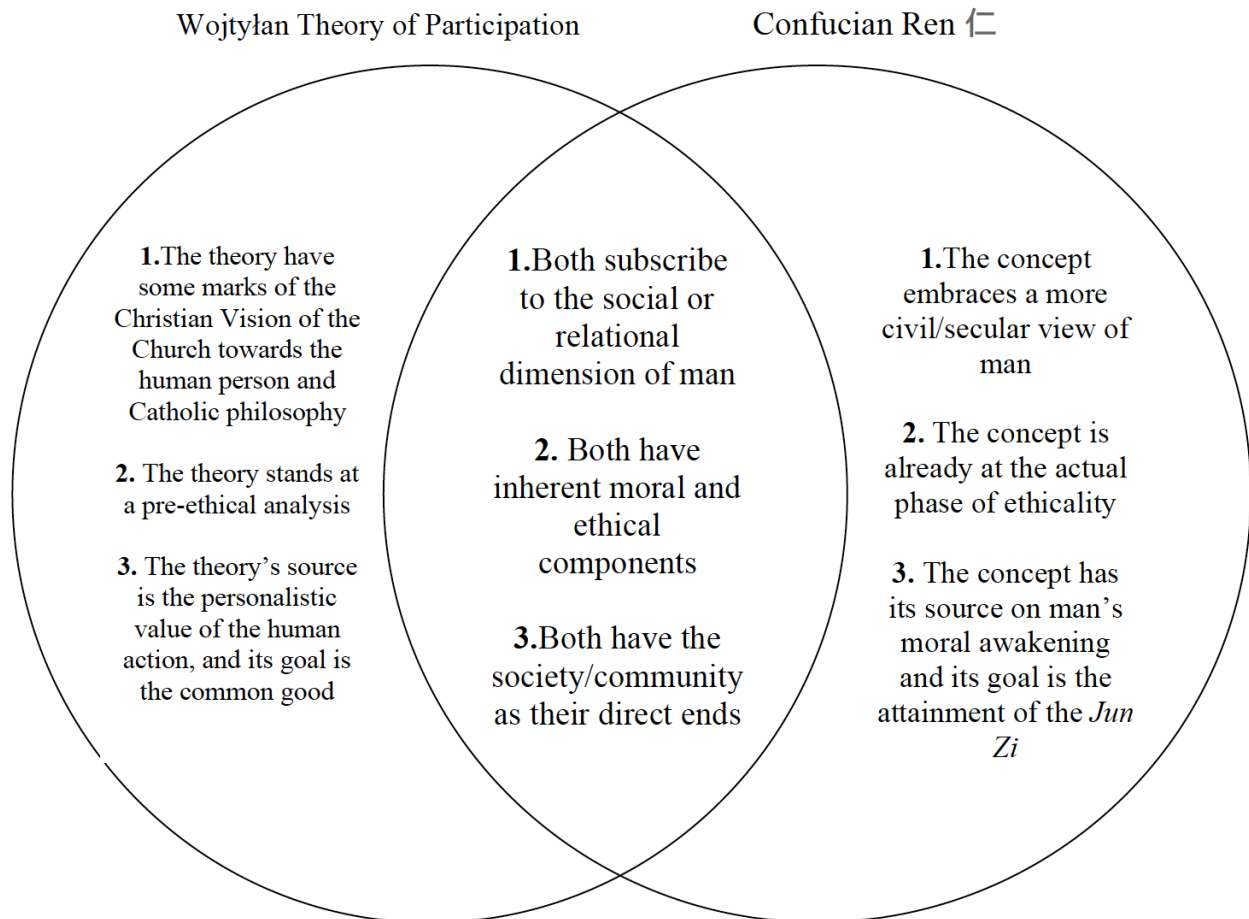 Wojtyłan Theory of Participation
Confucian Ren 仁
1.The theory have
some marks of the
Christian Vision of the
Church towards the
human person and
Catholic philosophy
2. The theory stands at
a pre-ethical analysis
3. The theory’s source
is the personalistic
value of the human
action, and its goal is
the common good
1.Both subscribe
to the social or
relational
dimension of man
2. Both have
inherent moral and
ethical
components
3.Both have the
society/community
as their direct ends
1.The concept
embraces a more
civil/secular view of
man
2. The concept is
already at the actual
phase of ethicality
3. The concept has
its source on man’s
moral awakening
and its goal is the
attainment of the Jun
Zi